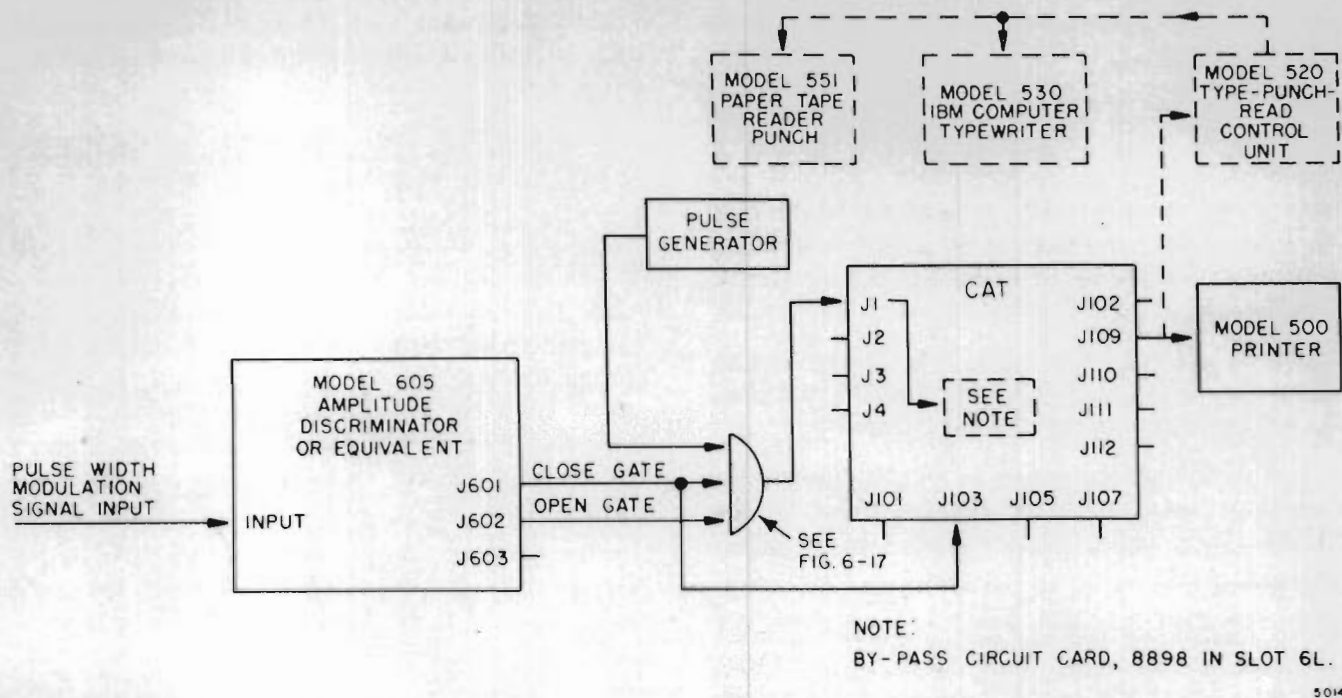 MODEL 551
PAPER TAPE
READER
PUNCH
MODEL 530
IBM COMPUTER
TYPEWRITER
MODEL 520
TYPE-PUNCH-
READ
CONTROL
UNIT
PULSE
GENERATOR
CAT
J1
J2
J3
J4
SEE
NOTE
J102
J109
J110
J111
J112
J101
J103
J105
J107
MODEL 500
PRINTER
MODEL 605
AMPLITUDE
DISCRIMINATOR
OR EQUIVALENT
PULSE WIDTH
MODULATION
SIGNAL INPUT
INPUT
J601
J602
J603
CLOSE GATE
OPEN GATE
SEE
FIG. 6-17
NOTE:
BY-PASS CIRCUIT CARD, 8898 IN SLOT 6L.